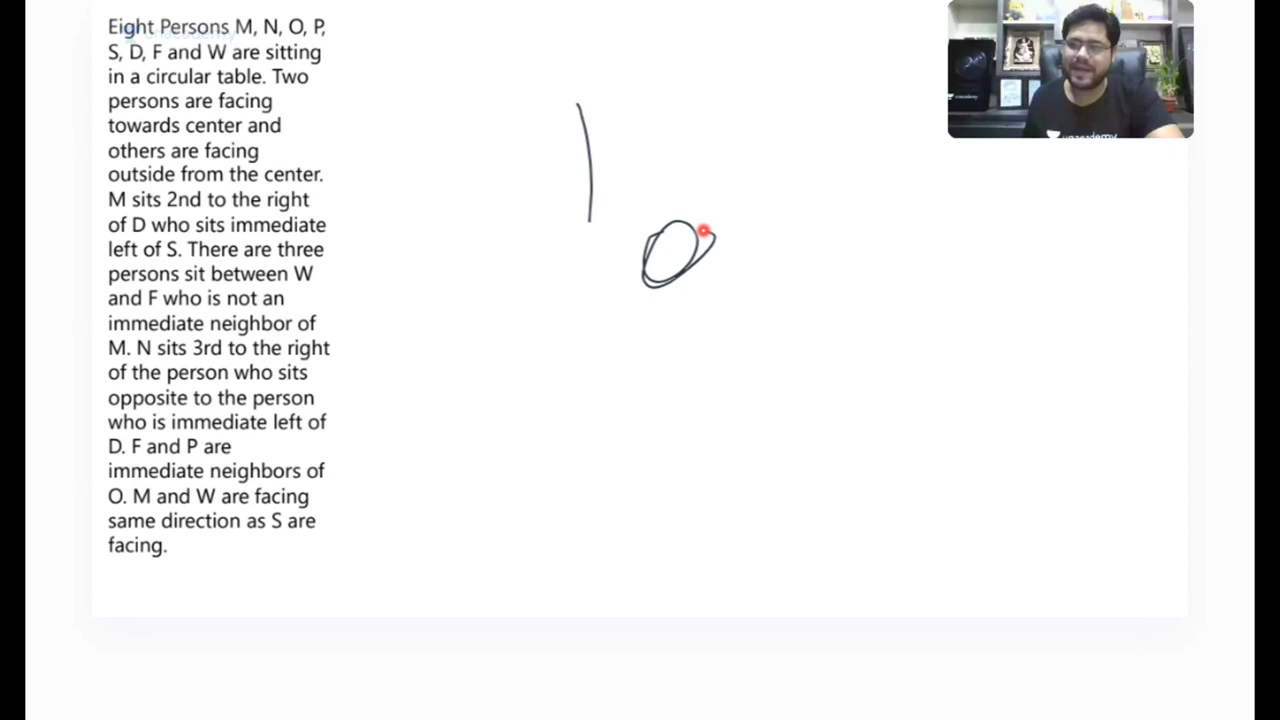 Eight Persons M, N, O, P,
S, D, F and W are sitting
in a circular table. Two
persons are facing
towards center and
others are facing
outside from the center.
M sits 2nd to the right
of D who sits immediate
left of S. There are three
persons sit between W
and F who is not an
immediate neighbor of
M. N sits 3rd to the right
of the person who sits
opposite to the person
who is immediate left of
D. F and P are
immediate neighbors of
O. M and W are facing
same direction as S are
facing.
unacademy
unacademy